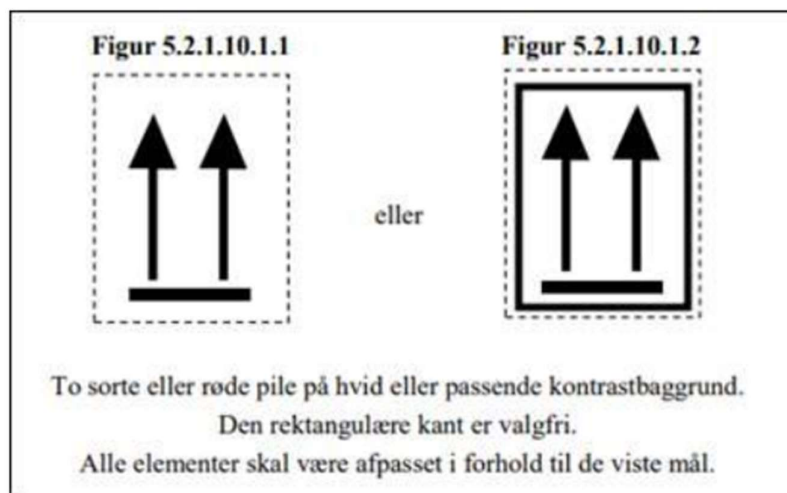 Figur 5.2.1.10.1.1
Figur 5.2.1.10.1.2
eller
To sorte eller røde pile på hvid eller passende kontrastbaggrund.
Den rektangulære kant er valgfri.
Alle elementer skal være afpasset i forhold til de viste mål.